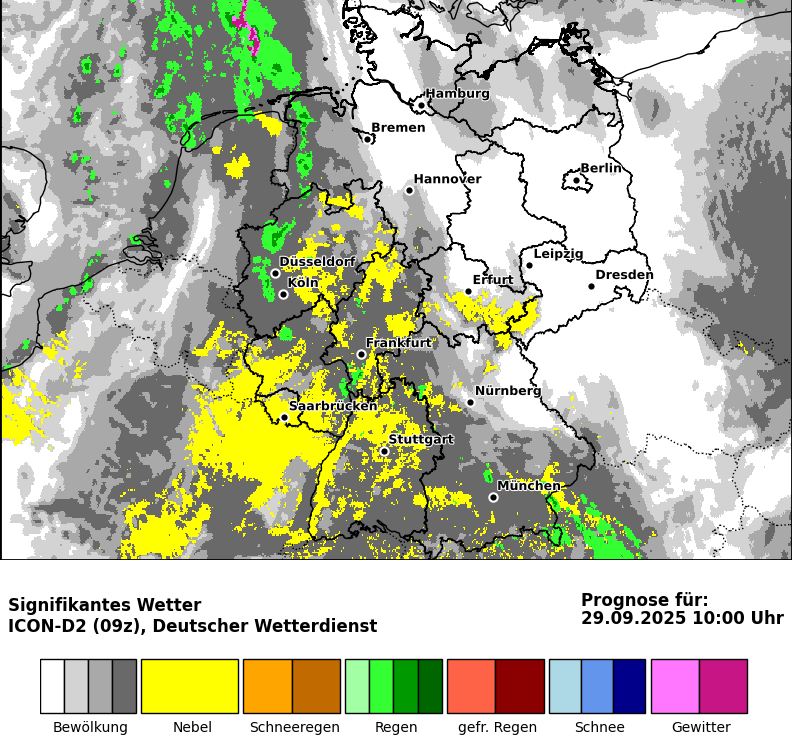 Hamburg
Bremen
Berlin
Hannover
Leipzig
Düsseldorf
Dresden
Erfurt
Köln
Frankfurt
Nürnberg
Saarbrücken
Stuttgart
München
Signifikantes Wetter
ICON-D2 (09z), Deutscher Wetterdienst
Prognose für:
29.09.2025 10:00 Uhr
Bewölkung Nebel Schneeregen Regen gefr. Regen Schnee Gewitter